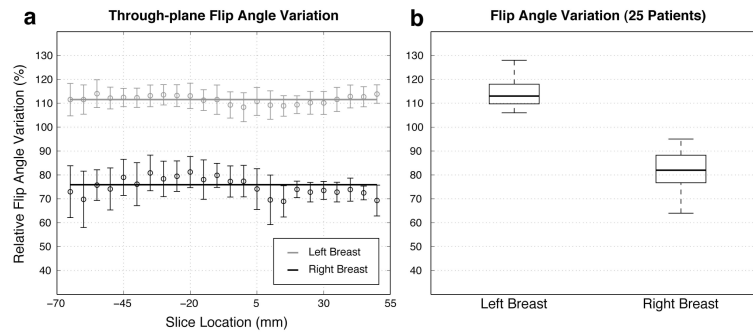 a
Through-plane Flip Angle Variation
Relative Flip Angle Variation (%)
130
120
110
100
90
80
70
60
50
40
Left Breast
Right Breast
−70
−45
−20
5
30
55
Slice Location (mm)
b
Flip Angle Variation (25 Patients)
130
120
110
100
90
80
70
60
50
40
Left Breast
Right Breast